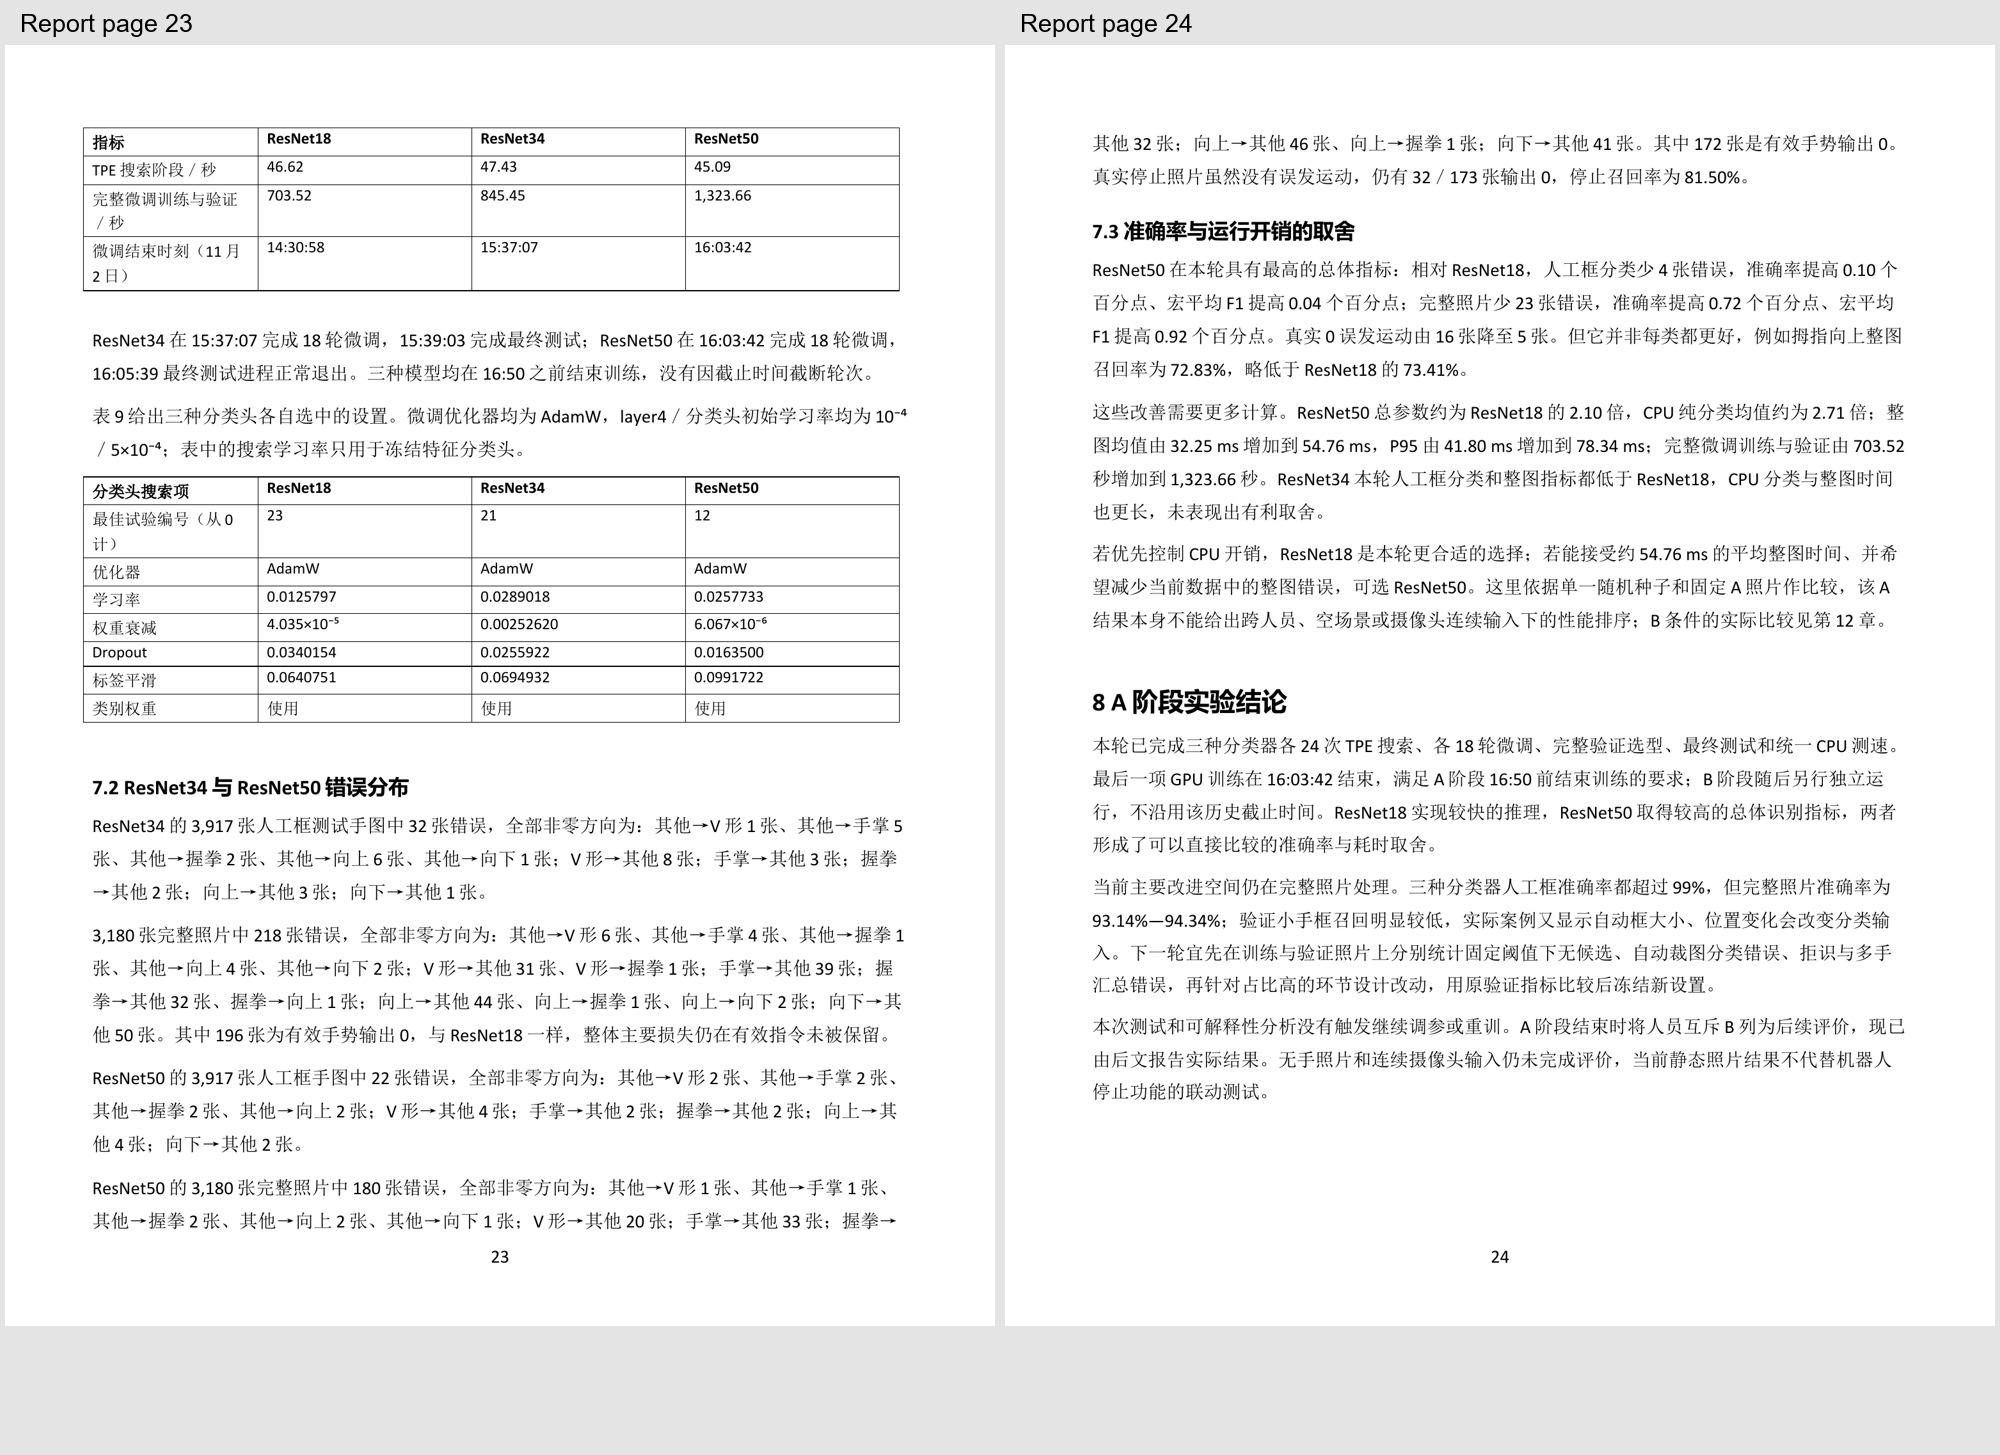 Report page 23
指标 ResNet18 ResNet34 ResNet50
TPE 搜索阶段／秒 46.62 47.43 45.09
完整微调训练与验证／秒 703.52 845.45 1,323.66
微调结束时刻（11 月 2 日） 14:30:58 15:37:07 16:03:42
ResNet34 在 15:37:07 完成 18 轮微调，15:39:03 完成最终测试；ResNet50 在 16:03:42 完成 18 轮微调，
16:05:39 最终测试进程正常退出。三种模型均在 16:50 之前结束训练，没有因截止时间截断轮次。
表 9 给出三种分类头各自选中的设置。微调优化器均为 AdamW，layer4／分类头初始学习率均为 10⁻⁴
／5×10⁻⁴；表中的搜索学习率只用于冻结特征分类头。
分类头搜索项 ResNet18 ResNet34 ResNet50
最佳试验编号（从 0 计） 23 21 12
优化器 AdamW AdamW AdamW
学习率 0.0125797 0.0289018 0.0257733
权重衰减 4.035×10⁻⁵ 0.00252620 6.067×10⁻⁶
Dropout 0.0340154 0.0255922 0.0163500
标签平滑 0.0640751 0.0694932 0.0991722
类别权重 使用 使用 使用
7.2 ResNet34 与 ResNet50 错误分布
ResNet34 的 3,917 张人工框测试手图中 32 张错误，全部非零方向为：其他→V 形 1 张、其他→手掌 5
张、其他→握拳 2 张、其他→向上 6 张、其他→向下 1 张；V 形→其他 8 张；手掌→其他 3 张；握拳
→其他 2 张；向上→其他 3 张；向下→其他 1 张。
3,180 张完整照片中 218 张错误，全部非零方向为：其他→V 形 6 张、其他→手掌 4 张、其他→握拳 1
张、其他→向上 4 张、其他→向下 2 张；V 形→其他 31 张、V 形→握拳 1 张；手掌→其他 39 张；握
拳→其他 32 张、握拳→向上 1 张；向上→其他 44 张、向上→握拳 1 张、向上→向下 2 张；向下→其
他 50 张。其中 196 张为有效手势输出 0，与 ResNet18 一样，整体主要损失仍在有效指令未被保留。
ResNet50 的 3,917 张人工框手图中 22 张错误，全部非零方向为：其他→V 形 2 张、其他→手掌 2 张、
其他→握拳 2 张、其他→向上 2 张；V 形→其他 4 张；手掌→其他 2 张；握拳→其他 2 张；向上→其
他 4 张；向下→其他 2 张。
ResNet50 的 3,180 张完整照片中 180 张错误，全部非零方向为：其他→V 形 1 张、其他→手掌 1 张、
其他→握拳 2 张、其他→向上 2 张、其他→向下 1 张；V 形→其他 20 张；手掌→其他 33 张；握拳→
23
Report page 24
其他 32 张；向上→其他 46 张、向上→握拳 1 张；向下→其他 41 张。其中 172 张是有效手势输出 0。
真实停止照片虽然没有误发运动，仍有 32／173 张输出 0，停止召回率为 81.50%。
7.3 准确率与运行开销的取舍
ResNet50 在本轮具有最高的总体指标：相对 ResNet18，人工框分类少 4 张错误，准确率提高 0.10 个
百分点、宏平均 F1 提高 0.04 个百分点；完整照片少 23 张错误，准确率提高 0.72 个百分点、宏平均
F1 提高 0.92 个百分点。真实 0 误发运动由 16 张降至 5 张。但它并非每类都更好，例如拇指向上整图
召回率为 72.83%，略低于 ResNet18 的 73.41%。
这些改善需要更多计算。ResNet50 总参数约为 ResNet18 的 2.10 倍，CPU 纯分类均值约为 2.71 倍；整
图均值由 32.25 ms 增加到 54.76 ms，P95 由 41.80 ms 增加到 78.34 ms；完整微调训练与验证由 703.52
秒增加到 1,323.66 秒。ResNet34 本轮人工框分类和整图指标都低于 ResNet18，CPU 分类与整图时间
也更长，未表现出有利取舍。
若优先控制 CPU 开销，ResNet18 是本轮更合适的选择；若能接受约 54.76 ms 的平均整图时间、并希
望减少当前数据中的整图错误，可选 ResNet50。这里依据单一随机种子和固定 A 照片作比较，该 A
结果本身不能给出跨人员、空场景或摄像头连续输入下的性能排序；B 条件的实际比较见第 12 章。
8 A 阶段实验结论
本轮已完成三种分类器各 24 次 TPE 搜索、各 18 轮微调、完整验证选型、最终测试和统一 CPU 测速。
最后一项 GPU 训练在 16:03:42 结束，满足 A 阶段 16:50 前结束训练的要求；B 阶段随后另行独立运
行，不沿用该历史截止时间。ResNet18 实现较快的推理，ResNet50 取得较高的总体识别指标，两者
形成了可以直接比较的准确率与耗时取舍。
当前主要改进空间仍在完整照片处理。三种分类器人工框准确率都超过 99%，但完整照片准确率为
93.14%—94.34%；验证小手框召回明显较低，实际案例又显示自动框大小、位置变化会改变分类输
入。下一轮宜先在训练与验证照片上分别统计固定阈值下无候选、自动裁图分类错误、拒识与多手
汇总错误，再针对占比高的环节设计改动，用原验证指标比较后冻结新设置。
本次测试和可解释性分析没有触发继续调参或重训。A 阶段结束时将人员互斥 B 列为后续评价，现已
由后文报告实际结果。无手照片和连续摄像头输入仍未完成评价，当前静态照片结果不代替机器人
停止功能的联动测试。
24